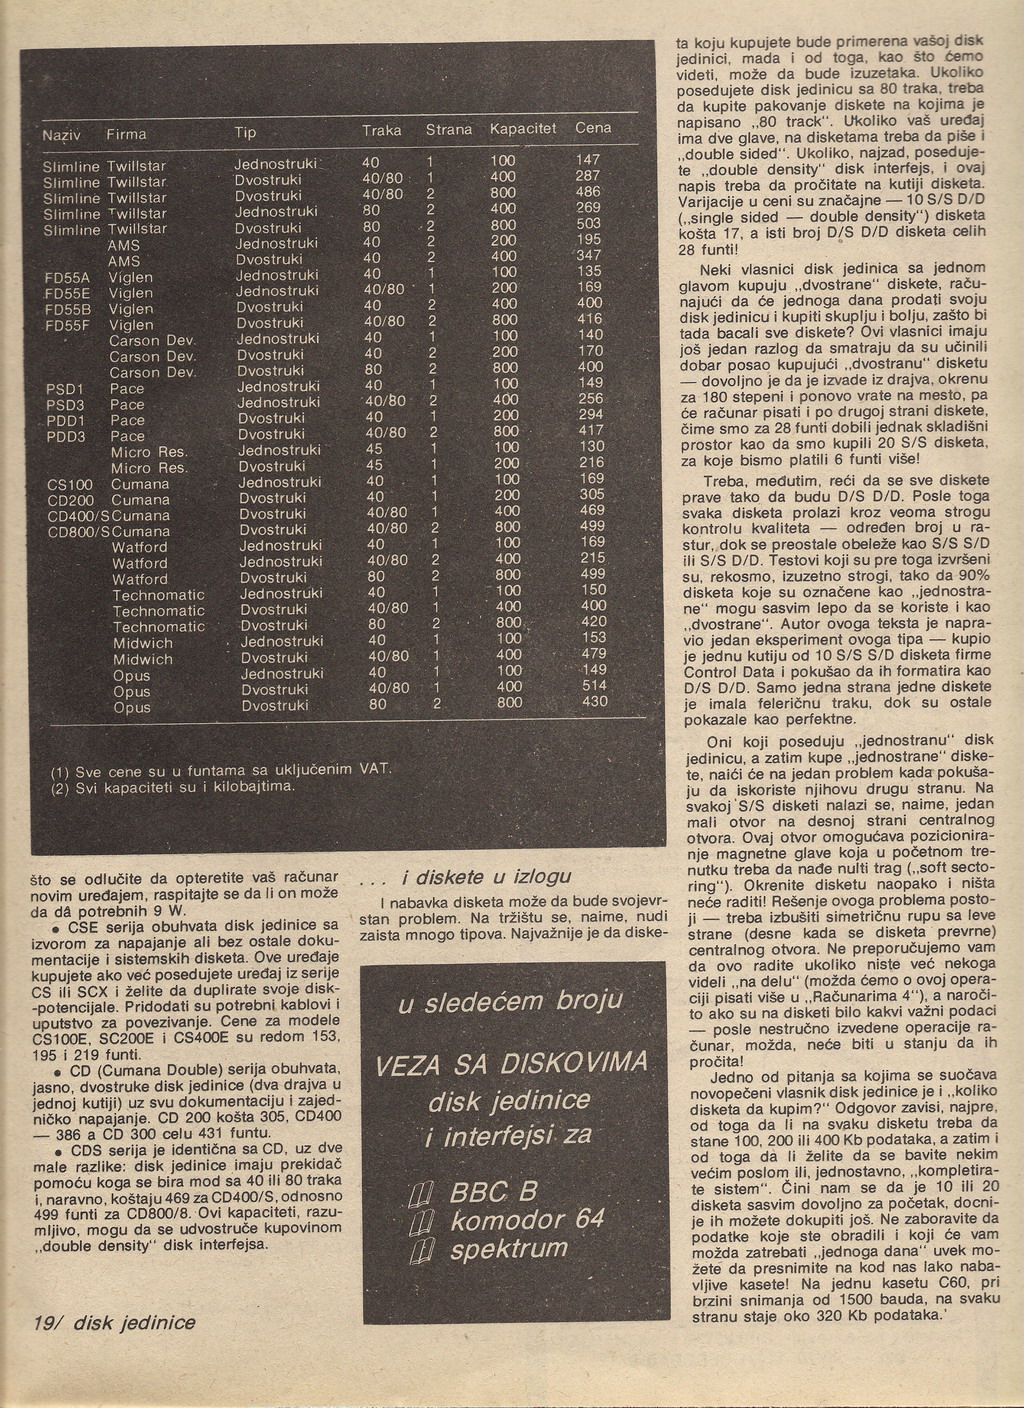 Naziv Firma Tip Traka Strana Kapacitet Cena
Slimline Twillstar Jednostruki 40 1 100 147
Slimline Twillstar Dvostruki 40/80 1 400 287
Slimline Twillstar Dvostruki 40/80 2 800 486
Slimline Twillstar Jednostruki 80 2 400 269
Slimline Twillstar Dvostruki 80 2 800 503
AMS Jednostruki 40 2 200 195
AMS Dvostruki 40 2 400 347
FD55A Viglen Jednostruki 40 1 100 135
FD55E Viglen Jednostruki 40/80 1 200 169
FD55B Viglen Dvostruki 40 2 400 400
FD55F Viglen Dvostruki 40/80 2 800 416
Carson Dev. Jednostruki 40 1 100 140
Carson Dev. Dvostruki 40 2 200 170
Carson Dev. Dvostruki 80 2 800 400
PSD1 Pace Jednostruki 40 1 100 149
PSD3 Pace Jednostruki 40/80 2 400 256
PDD1 Pace Dvostruki 40 1 200 294
PDD3 Pace Dvostruki 40/80 2 800 417
Micro Res. Jednostruki 45 1 100 130
Micro Res. Dvostruki 45 1 200 216
CS100 Cumana Jednostruki 40 1 100 169
CD200 Cumana Dvostruki 40 1 200 305
CD400/S Cumana Dvostruki 40/80 1 400 469
CD800/S Cumana Dvostruki 40/80 2 800 499
Watford Jednostruki 40 1 100 169
Watford Jednostruki 40/80 2 400 215
Watford Dvostruki 80 2 800 499
Technomatic Jednostruki 40 1 100 150
Technomatic Dvostruki 40/80 1 400 400
Technomatic Dvostruki 80 2 800 420
Midwich Jednostruki 40 1 100 153
Midwich Dvostruki 40/80 1 400 479
Opus Jednostruki 40 1 100 149
Opus Dvostruki 40/80 1 400 514
Opus Dvostruki 80 2 800 430
(1) Sve cene su u funtama sa uključenim VAT.
(2) Svi kapaciteti su i kilobajtima.
što se odlučite da opteretite vaš računar
novim uređajem, raspitajte se da li on može
da dâ potrebnih 9 W.
● CSE serija obuhvata disk jedinice sa
izvorom za napajanje ali bez ostale doku-
mentacije i sistemskih disketa. Ove uređaje
kupujete ako već posedujete uređaj iz serije
CS ili SCX i želite da duplirate svoje disk-
-potencijale. Pridodati su potrebni kablovi i
uputstvo za povezivanje. Cene za modele
CS100E, SC200E i CS400E su redom 153,
195 i 219 funti.
● CD (Cumana Double) serija obuhvata,
jasno, dvostruke disk jedinice (dva drajva u
jednoj kutiji) uz svu dokumentaciju i zajed-
ničko napajanje. CD 200 košta 305, CD400
— 386 a CD 300 celu 431 funtu.
● CDS serija je identična sa CD, uz dve
male razlike: disk jedinice imaju prekidač
pomoću koga se bira mod sa 40 ili 80 traka
i, naravno, koštaju 469 za CD400/S, odnosno
499 funti za CD800/8. Ovi kapaciteti, razu-
mljivo, mogu da se udvostruče kupovinom
„double density" disk interfejsa.
19/ disk jedinice
... i diskete u izlogu
I nabavka disketa može da bude svojevr-
stan problem. Na tržištu se, naime, nudi
zaista mnogo tipova. Najvažnije je da diske-
u sledećem broju
VEZA SA DISKOVIMA
disk jedinice
i interfejsi za
BBC B
komodor 64
spektrum
ta koju kupujete bude primerena vašoj disk
jedinici, mada i od toga, kao što ćemo
videti, može da bude izuzetaka. Ukoliko
posedujete disk jedinicu sa 80 traka, treba
da kupite pakovanje diskete na kojima je
napisano „80 track". Ukoliko vaš uređaj
ima dve glave, na disketama treba da piše i
„double sided". Ukoliko, najzad, poseduje-
te „double density" disk interfejs, i ovaj
napis treba da pročitate na kutiji disketa.
Varijacije u ceni su značajne — 10 S/S D/D
(„single sided — double density") disketa
košta 17, a isti broj D/S D/D disketa celih
28 funti!
Neki vlasnici disk jedinica sa jednom
glavom kupuju „dvostrane" diskete, raču-
najući da će jednoga dana prodati svoju
disk jedinicu i kupiti skuplju i bolju, zašto bi
tada bacali sve diskete? Ovi vlasnici imaju
još jedan razlog da smatraju da su učinili
dobar posao kupujući „dvostranu" disketu
— dovoljno je da je izvade iz drajva, okrenu
za 180 stepeni i ponovo vrate na mesto, pa
će računar pisati i po drugoj strani diskete,
čime smo za 28 funti dobili jednak skladišni
prostor kao da smo kupili 20 S/S disketa,
za koje bismo platili 6 funti više!
Treba, međutim, reći da se sve diskete
prave tako da budu D/S D/D. Posle toga
svaka disketa prolazi kroz veoma strogu
kontrolu kvaliteta — određen broj u ra-
stur, dok se preostale obeleže kao S/S S/D
ili S/S D/D. Testovi koji su pre toga izvršeni
su, rekosmo, izuzetno strogi, tako da 90%
disketa koje su označene kao „jednostra-
ne" mogu sasvim lepo da se koriste i kao
„dvostrane". Autor ovoga teksta je napra-
vio jedan eksperiment ovoga tipa — kupio
je jednu kutiju od 10 S/S S/D disketa firme
Control Data i pokušao da ih formatira kao
D/S D/D. Samo jedna strana jedne diskete
je imala feleričnu traku, dok su ostale
pokazale kao perfektne.
Oni koji poseduju „jednostranu" disk
jedinicu, a zatim kupe „jednostrane" diske-
te, naići će na jedan problem kada pokuša-
ju da iskoriste njihovu drugu stranu. Na
svakoj S/S disketi nalazi se, naime, jedan
mali otvor na desnoj strani centralnog
otvora. Ovaj otvor omogućava pozicionira-
nje magnetne glave koja u početnom tre-
nutku treba da nađe nulti trag („soft secto-
ring"). Okrenite disketu naopako i ništa
neće raditi! Rešenje ovoga problema posto-
ji — treba izbušiti simetričnu rupu sa leve
strane (desne kada se disketa prevrne)
centralnog otvora. Ne preporučujemo vam
da ovo radite ukoliko niste već nekoga
videli „na delu" (možda ćemo o ovoj opera-
ciji pisati više u „Računarima 4"), a naroči-
to ako su na disketi bilo kakvi važni podaci
— posle nestručno izvedene operacije ra-
čunar, možda, neće biti u stanju da ih
pročita!
Jedno od pitanja sa kojima se suočava
novopečeni vlasnik disk jedinice je i „koliko
disketa da kupim?" Odgovor zavisi, najpre,
od toga da li na svaku disketu treba da
stane 100, 200 ili 400 Kb podataka, a zatim i
od toga da li želite da se bavite nekim
većim poslom ili, jednostavno, „kompletira-
te sistem". Čini nam se da je 10 ili 20
disketa sasvim dovoljno za početak, docni-
je ih možete dokupiti još. Ne zaboravite da
podatke koje ste obradili i koji će vam
možda zatrebati „jednoga dana" uvek mo-
žete da presnimite na kod nas lako naba-
vljive kasete! Na jednu kasetu C60, pri
brzini snimanja od 1500 bauda, na svaku
stranu staje oko 320 Kb podataka.